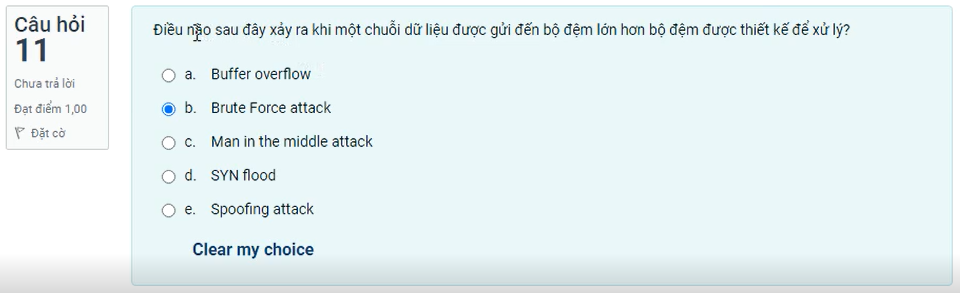 Câu hỏi
11
Chưa trả lời
Đạt điểm 1,00
Đặt cờ
Điều nào sau đây xảy ra khi một chuỗi dữ liệu được gửi đến bộ đệm lớn hơn bộ đệm được thiết kế để xử lý?
a. Buffer overflow
b. Brute Force attack
c. Man in the middle attack
d. SYN flood
e. Spoofing attack
Clear my choice